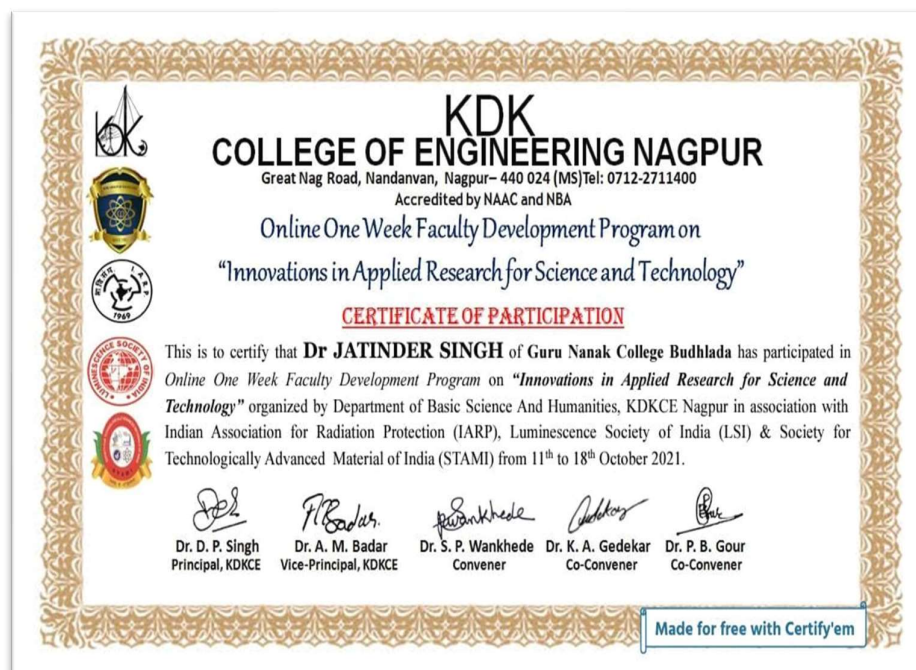 KDK
COLLEGE OF ENGINEERING NAGPUR
Great Nag Road, Nandanvan, Nagpur– 440 024 (MS)Tel: 0712-2711400
Accredited by NAAC and NBA
Online One Week Faculty Development Program on
“Innovations in Applied Research for Science and Technology”
CERTIFICATE OF PARTICIPATION
This is to certify that Dr JATINDER SINGH of Guru Nanak College Budhlada has participated in
Online One Week Faculty Development Program on “Innovations in Applied Research for Science and
Technology” organized by Department of Basic Science And Humanities, KDKCE Nagpur in association with
Indian Association for Radiation Protection (IARP), Luminescence Society of India (LSI) & Society for
Technologically Advanced Material of India (STAMI) from 11th to 18th October 2021.
Dr. D. P. Singh
Principal, KDKCE
Dr. A. M. Badar
Vice-Principal, KDKCE
Dr. S. P. Wankhede
Convener
Dr. K. A. Gedekar
Co-Convener
Dr. P. B. Gour
Co-Convener
KDK
I.A.R.P.
1969
LUMINESCENCE SOCIETY OF INDIA
STAMI
Made for free with Certify'em